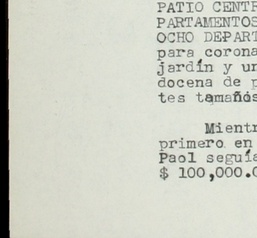 PATIO CENTR
PARTAMENTOS
OCHO DEPART
para corona
jardín y un
docena de p
tes tamaños
Mientr
primero en
Paol seguía
$ 100,000.0